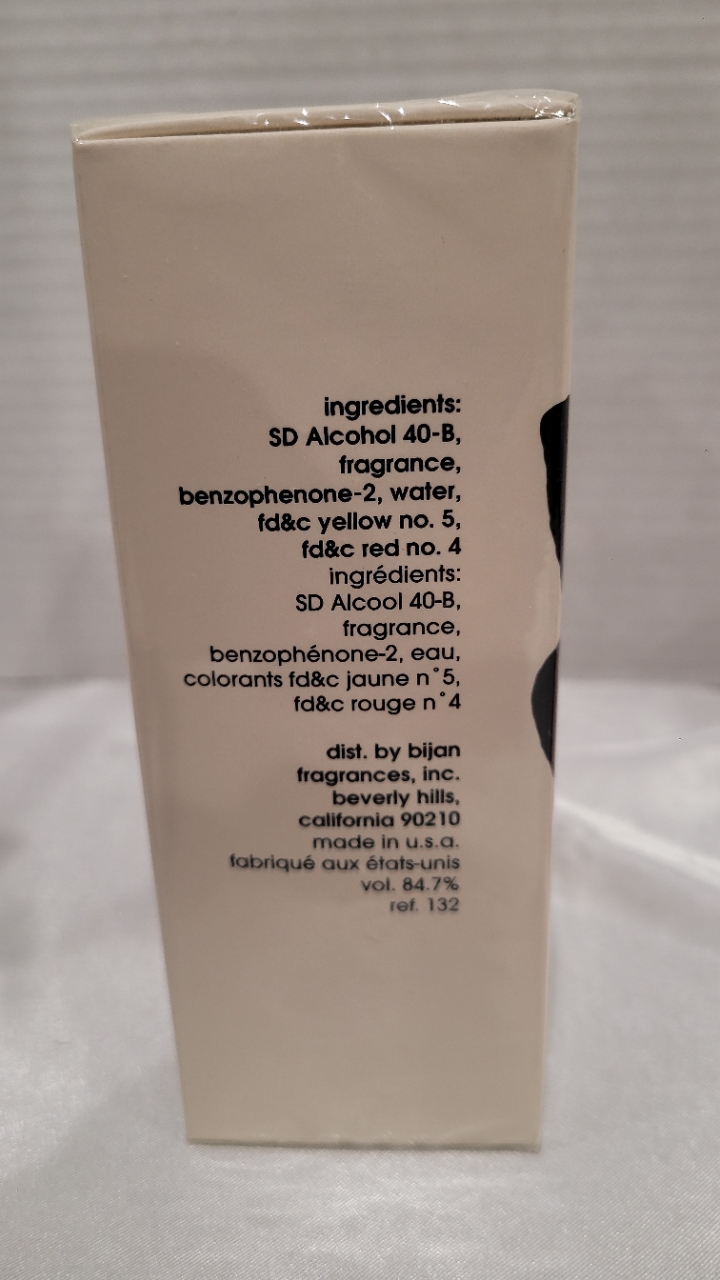 ingredients:
SD Alcohol 40-B,
fragrance,
benzophenone-2, water,
fd&c yellow no. 5,
fd&c red no. 4
ingrédients:
SD Alcool 40-B,
fragrance,
benzophénone-2, eau,
colorants fd&c jaune n°5,
fd&c rouge n°4
dist. by bijan
fragrances, inc.
beverly hills,
california 90210
made in u.s.a.
fabriqué aux états-unis
vol. 84.7%
ref. 132